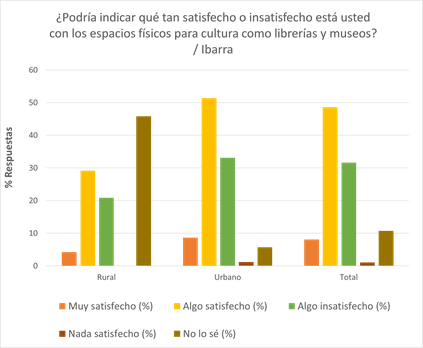 ¿Podría indicar qué tan satisfecho o insatisfecho está usted
con los espacios físicos para cultura como librerías y museos?
/ Ibarra
% Respuestas
60
50
40
30
20
10
0
Rural
Urbano
Total
Muy satisfecho (%)
Algo satisfecho (%)
Algo insatisfecho (%)
Nada satisfecho (%)
No lo sé (%)